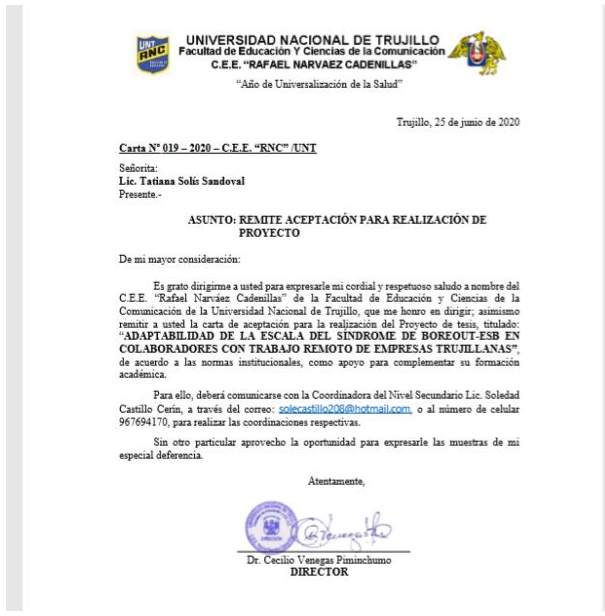 UNT
RNC
UNIVERSIDAD NACIONAL DE TRUJILLO
Facultad de Educación Y Ciencias de la Comunicación
C.E.E. “RAFAEL NARVAEZ CADENILLAS”
“Año de Universalización de la Salud”
Trujillo, 25 de junio de 2020
Carta Nº 019 – 2020 – C.E.E. “RNC” /UNT
Señorita:
Lic. Tatiana Solís Sandoval
Presente.-
ASUNTO: REMITE ACEPTACIÓN PARA REALIZACIÓN DE
PROYECTO
De mi mayor consideración:
Es grato dirigirme a usted para expresarle mi cordial y respetuoso saludo a nombre del
C.E.E. “Rafael Narváez Cadenillas” de la Facultad de Educación y Ciencias de la
Comunicación de la Universidad Nacional de Trujillo, que me honro en dirigir; asimismo
remitir a usted la carta de aceptación para la realización del Proyecto de tesis, titulado:
“ADAPTABILIDAD DE LA ESCALA DEL SÍNDROME DE BOREOUT-ESB EN
COLABORADORES CON TRABAJO REMOTO DE EMPRESAS TRUJILLANAS”,
de acuerdo a las normas institucionales, como apoyo para complementar su formación
académica.
Para ello, deberá comunicarse con la Coordinadora del Nivel Secundario Lic. Soledad
Castillo Cerin, a través del correo: solecastillo208@hotmail.com, o al número de celular
967694170, para realizar las coordinaciones respectivas.
Sin otro particular aprovecho la oportunidad para expresarle las muestras de mi
especial deferencia.
Atentamente,
Dr. Cecilio Venegas Piminchumo
DIRECTOR